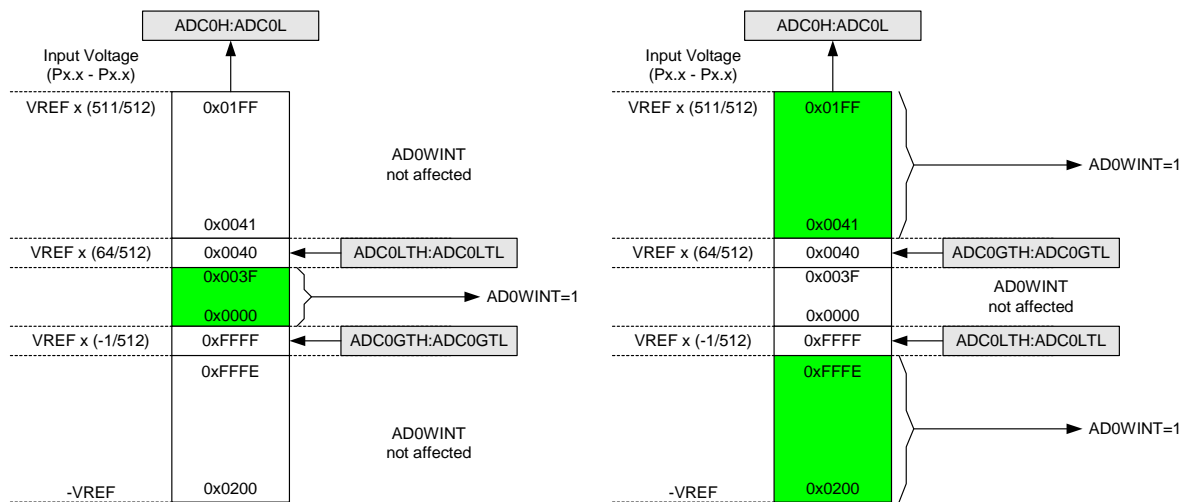 ADC0H:ADC0L
Input Voltage
(Px.x - Px.x)
VREF x (511/512)
0x01FF
AD0WINT
not affected
0x0041
VREF x (64/512)
0x0040
ADC0LTH:ADC0LTL
0x003F
AD0WINT=1
0x0000
VREF x (-1/512)
0xFFFF
ADC0GTH:ADC0GTL
0xFFFE
AD0WINT
not affected
-VREF
0x0200
ADC0H:ADC0L
Input Voltage
(Px.x - Px.x)
VREF x (511/512)
0x01FF
AD0WINT=1
0x0041
VREF x (64/512)
0x0040
ADC0GTH:ADC0GTL
0x003F
AD0WINT
not affected
0x0000
VREF x (-1/512)
0xFFFF
ADC0LTH:ADC0LTL
0xFFFE
AD0WINT=1
-VREF
0x0200